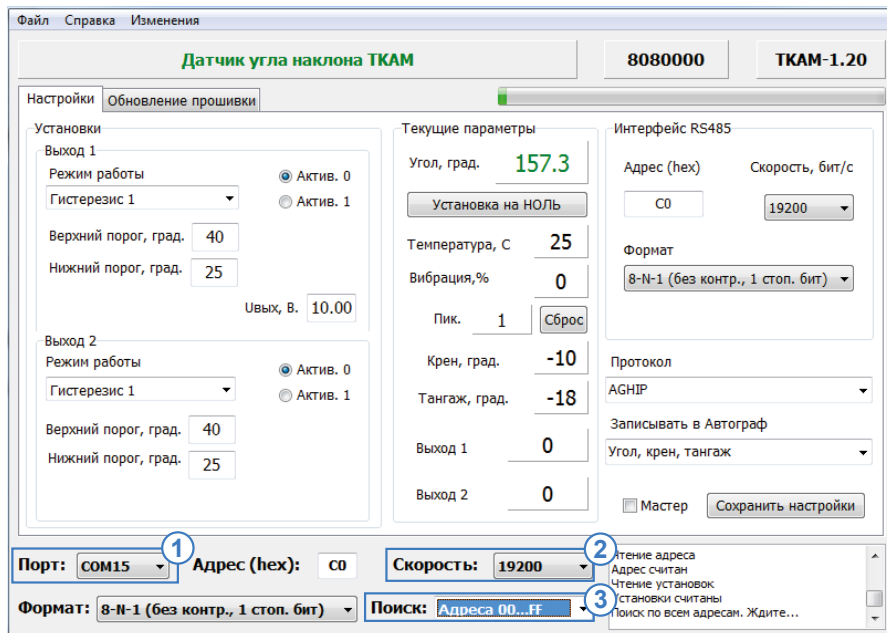 Файл Справка Изменения
Датчик угла наклона ТКАМ
8080000
ТКАМ-1.20
Настройки
Обновление прошивки
Установки
Выход 1
Режим работы
Актив. 0
Гистерезис 1
Актив. 1
Верхний порог, град. 40
Нижний порог, град. 25
Uвых, В. 10.00
Выход 2
Режим работы
Актив. 0
Гистерезис 1
Актив. 1
Верхний порог, град. 40
Нижний порог, град. 25
Текущие параметры
Угол, град. 157.3
Установка на НОЛЬ
Температура, С 25
Вибрация,% 0
Пик. 1 Сброс
Крен, град. -10
Тангаж, град. -18
Выход 1 0
Выход 2 0
Интерфейс RS485
Адрес (hex) Скорость, бит/с
C0 19200
Формат
8-N-1 (без контр., 1 стоп. бит)
Протокол
AGHIP
Записывать в Автограф
Угол, крен, тангаж
Мастер Сохранить настройки
1
2
Порт: COM15 Адрес (hex): C0 Скорость: 19200
3
Формат: 8-N-1 (без контр., 1 стоп. бит) Поиск: Адреса 00...FF
Чтение адреса
Адрес считан
Чтение установок
Установки считаны
Поиск по всем адресам. Ждите...